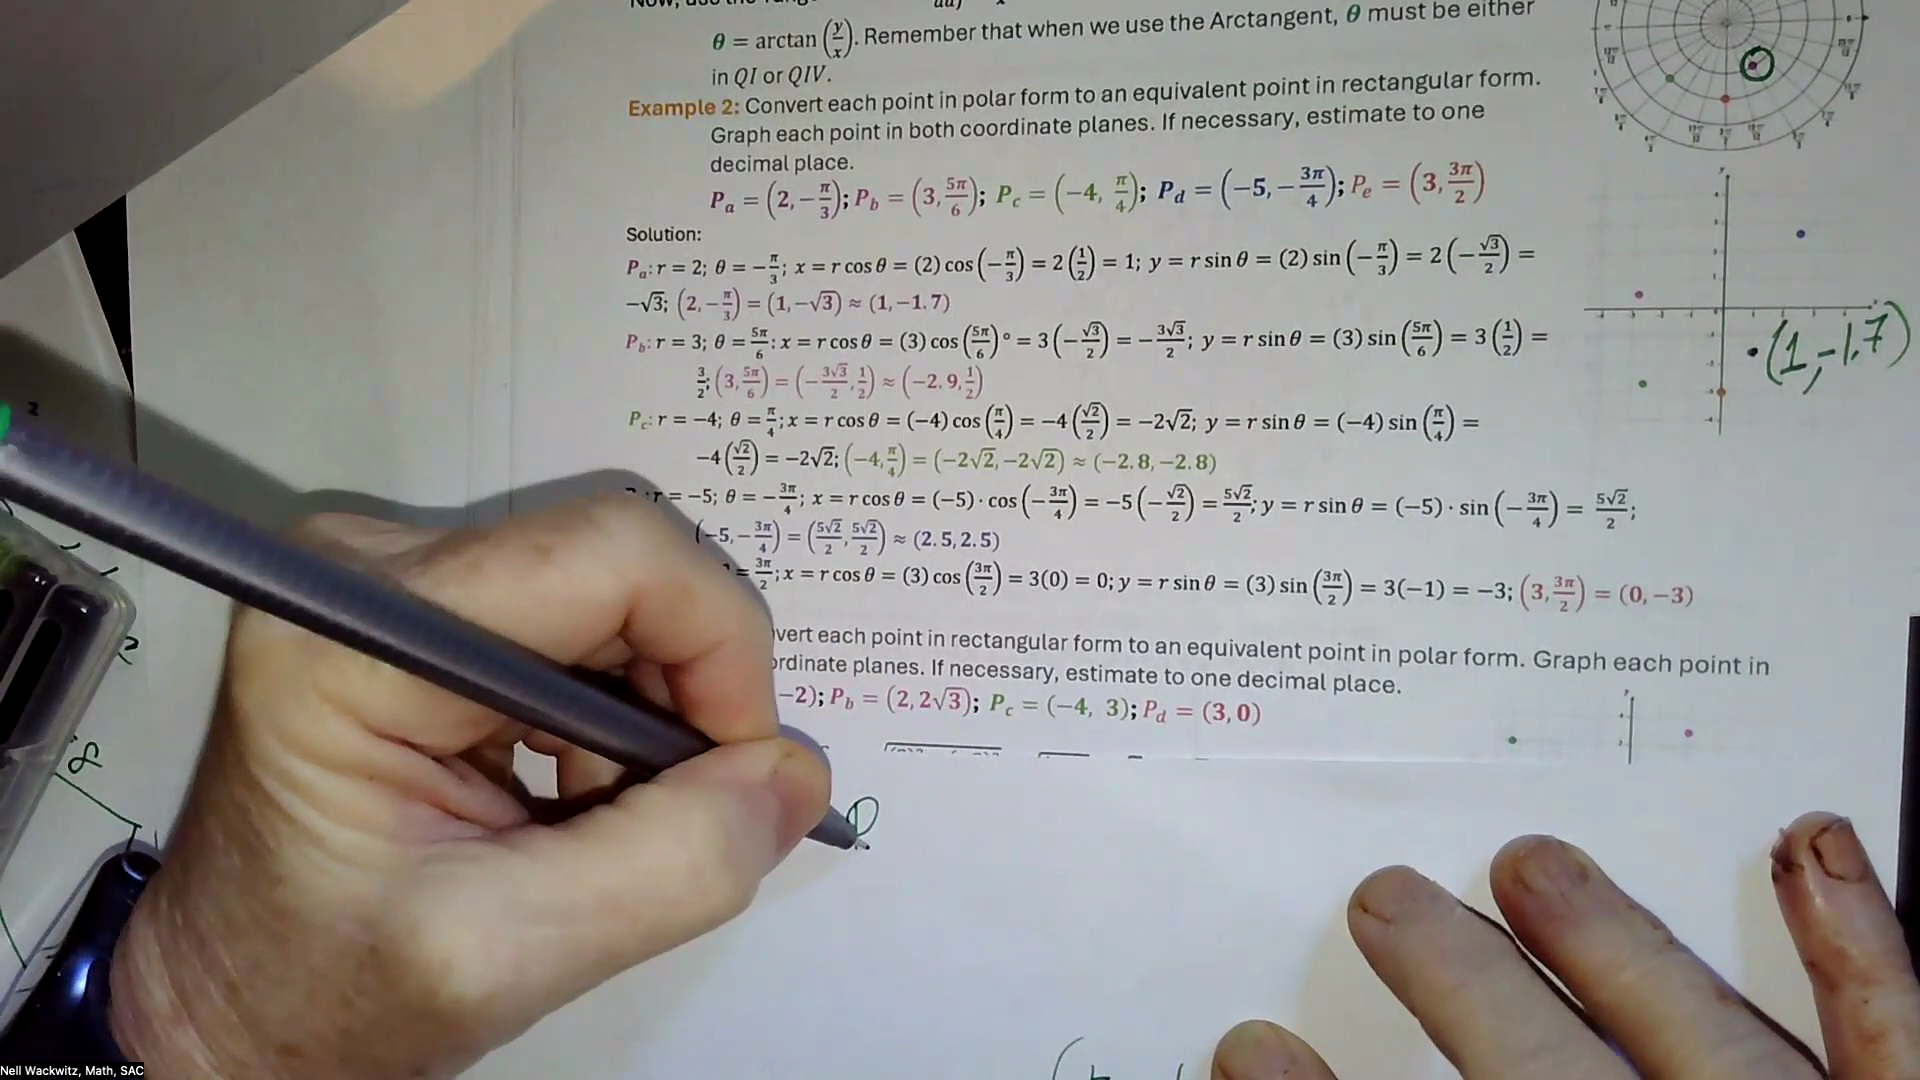 θ = arctan (y/x). Remember that when we use the Arctangent, θ must be either
in QI or QIV.
Example 2: Convert each point in polar form to an equivalent point in rectangular form.
Graph each point in both coordinate planes. If necessary, estimate to one
decimal place.
Pₐ = (2, −π/3); P_b = (3, 5π/6); P_c = (−4, π/4); P_d = (−5, −3π/4); Pₑ = (3, 3π/2)
Solution:
Pₐ: r = 2; θ = −π/3; x = r cos θ = (2) cos(−π/3) = 2(1/2) = 1; y = r sin θ = (2) sin(−π/3) = 2(−√3/2) =
−√3; (2, −π/3) = (1, −√3) ≈ (1, −1.7)
P_b: r = 3; θ = 5π/6; x = r cos θ = (3) cos(5π/6)° = 3(−√3/2) = −3√3/2; y = r sin θ = (3) sin(5π/6) = 3(1/2) =
3/2; (3, 5π/6) = (−3√3/2, 1/2) ≈ (−2.9, 1/2)
P_c: r = −4; θ = π/4; x = r cos θ = (−4) cos(π/4) = −4(√2/2) = −2√2; y = r sin θ = (−4) sin(π/4) =
−4(√2/2) = −2√2; (−4, π/4) = (−2√2, −2√2) ≈ (−2.8, −2.8)
r = −5; θ = −3π/4; x = r cos θ = (−5) · cos(−3π/4) = −5(−√2/2) = 5√2/2; y = r sin θ = (−5) · sin(−3π/4) = 5√2/2;
(−5, −3π/4) = (5√2/2, 5√2/2) ≈ (2.5, 2.5)
= 3π/2; x = r cos θ = (3) cos(3π/2) = 3(0) = 0; y = r sin θ = (3) sin(3π/2) = 3(−1) = −3; (3, 3π/2) = (0, −3)
vert each point in rectangular form to an equivalent point in polar form. Graph each point in
ordinate planes. If necessary, estimate to one decimal place.
−2); P_b = (2, 2√3); P_c = (−4, 3); P_d = (3, 0)
(1, −1.7)
P
Nell Wackwitz, Math, SAC